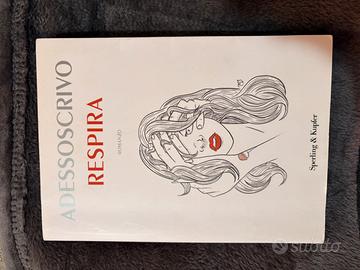 ADESSOSCRIVO
RESPIRA
ROMANZO
Sperling & Kupfer
subito